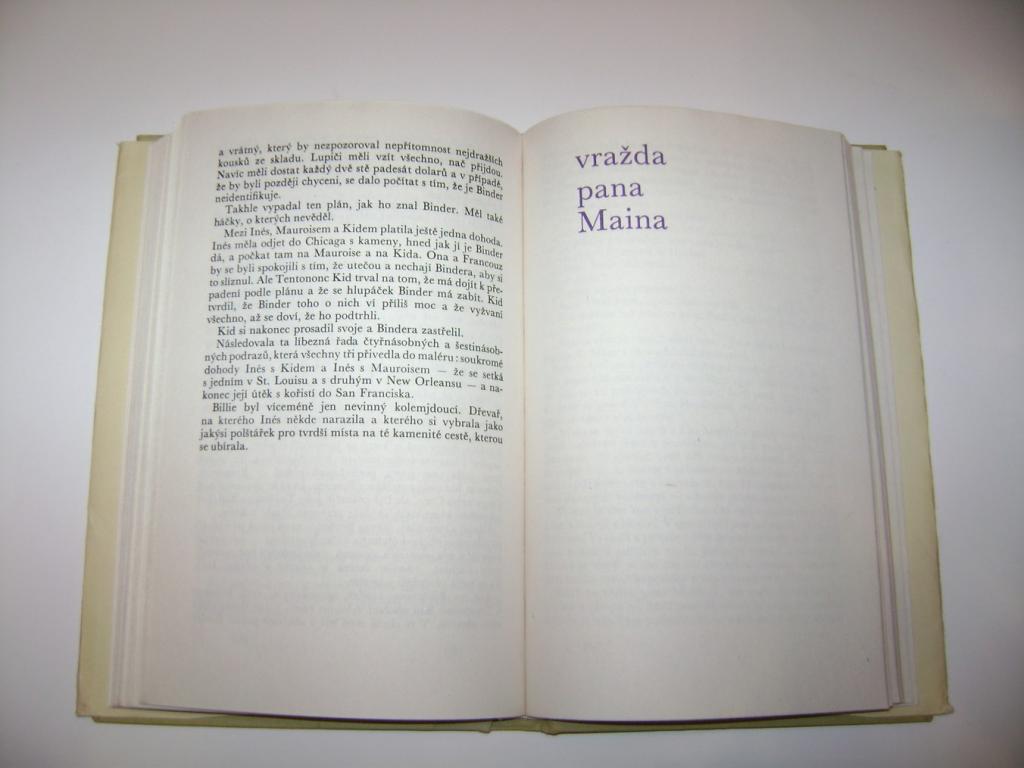 a vrátný, který by nezpozoroval nepřítomnost nejdražších
kousků ze skladu. Lupiči měli vzít všechno, nač přijdou.
Navíc měli dostat každý dvě stě padesát dolarů a v případě,
že by byli později chyceni, se dalo počítat s tím, že je Binder
neidentifikuje.
Takhle vypadal ten plán, jak ho znal Binder. Měl také
háčky, o kterých nevěděl.
Mezi Inés, Mauroisem a Kidem platila ještě jedna dohoda.
Inés měla odjet do Chicaga s kameny, hned jak jí je Binder
dá, a počkat tam na Mauroise a na Kida. Ona a Francouz
by se byli spokojili s tím, že utečou a nechají Bindera, aby si
to slíznul. Ale Tentononc Kid trval na tom, že má dojít k pře-
padení podle plánu a že se hlupáček Binder má zabít. Kid
tvrdil, že Binder toho o nich ví příliš moc a že vyžvaní
všechno, až se doví, že ho podtrhli.
Kid si nakonec prosadil svoje a Bindera zastřelil.
Následovala ta líbezná řada čtyřnásobných a šestinásob-
ných podrazů, která všechny tři přivedla do maléru: soukromé
dohody Inés s Kidem a Inés s Mauroisem — že se setká
s jedním v St. Louisu a s druhým v New Orleansu — a na-
konec její útěk s kořistí do San Franciska.
Billie byl víceméně jen nevinný kolemjdoucí. Dřevař,
na kterého Inés někde narazila a kterého si vybrala jako
jakýsi polštářek pro tvrdší místa na té kamenité cestě, kterou
se ubírala.
vražda
pana
Maina